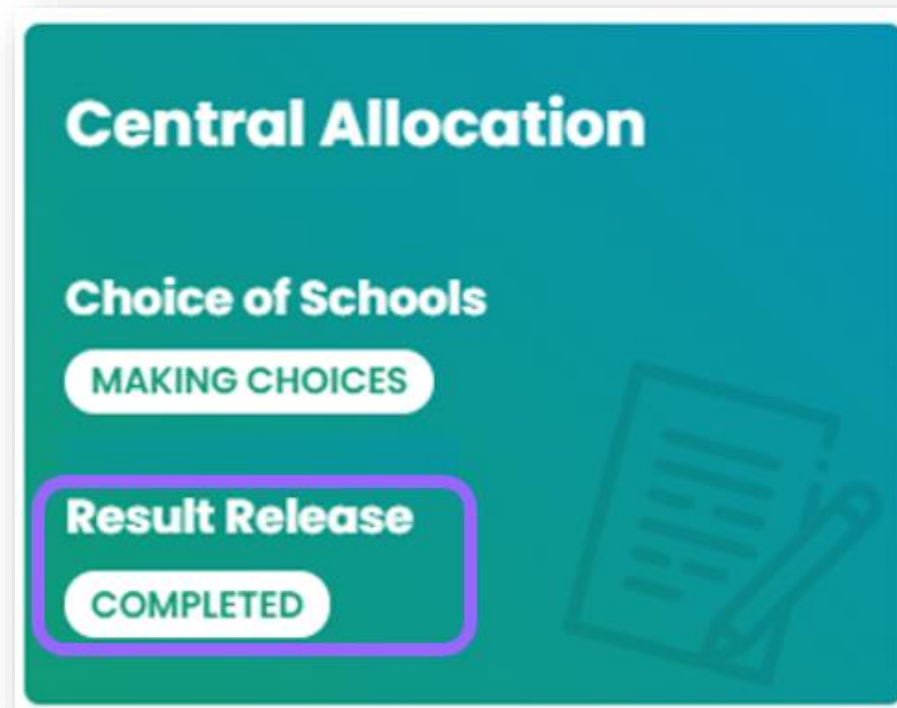 Central Allocation
Choice of Schools
MAKING CHOICES
Result Release
COMPLETED